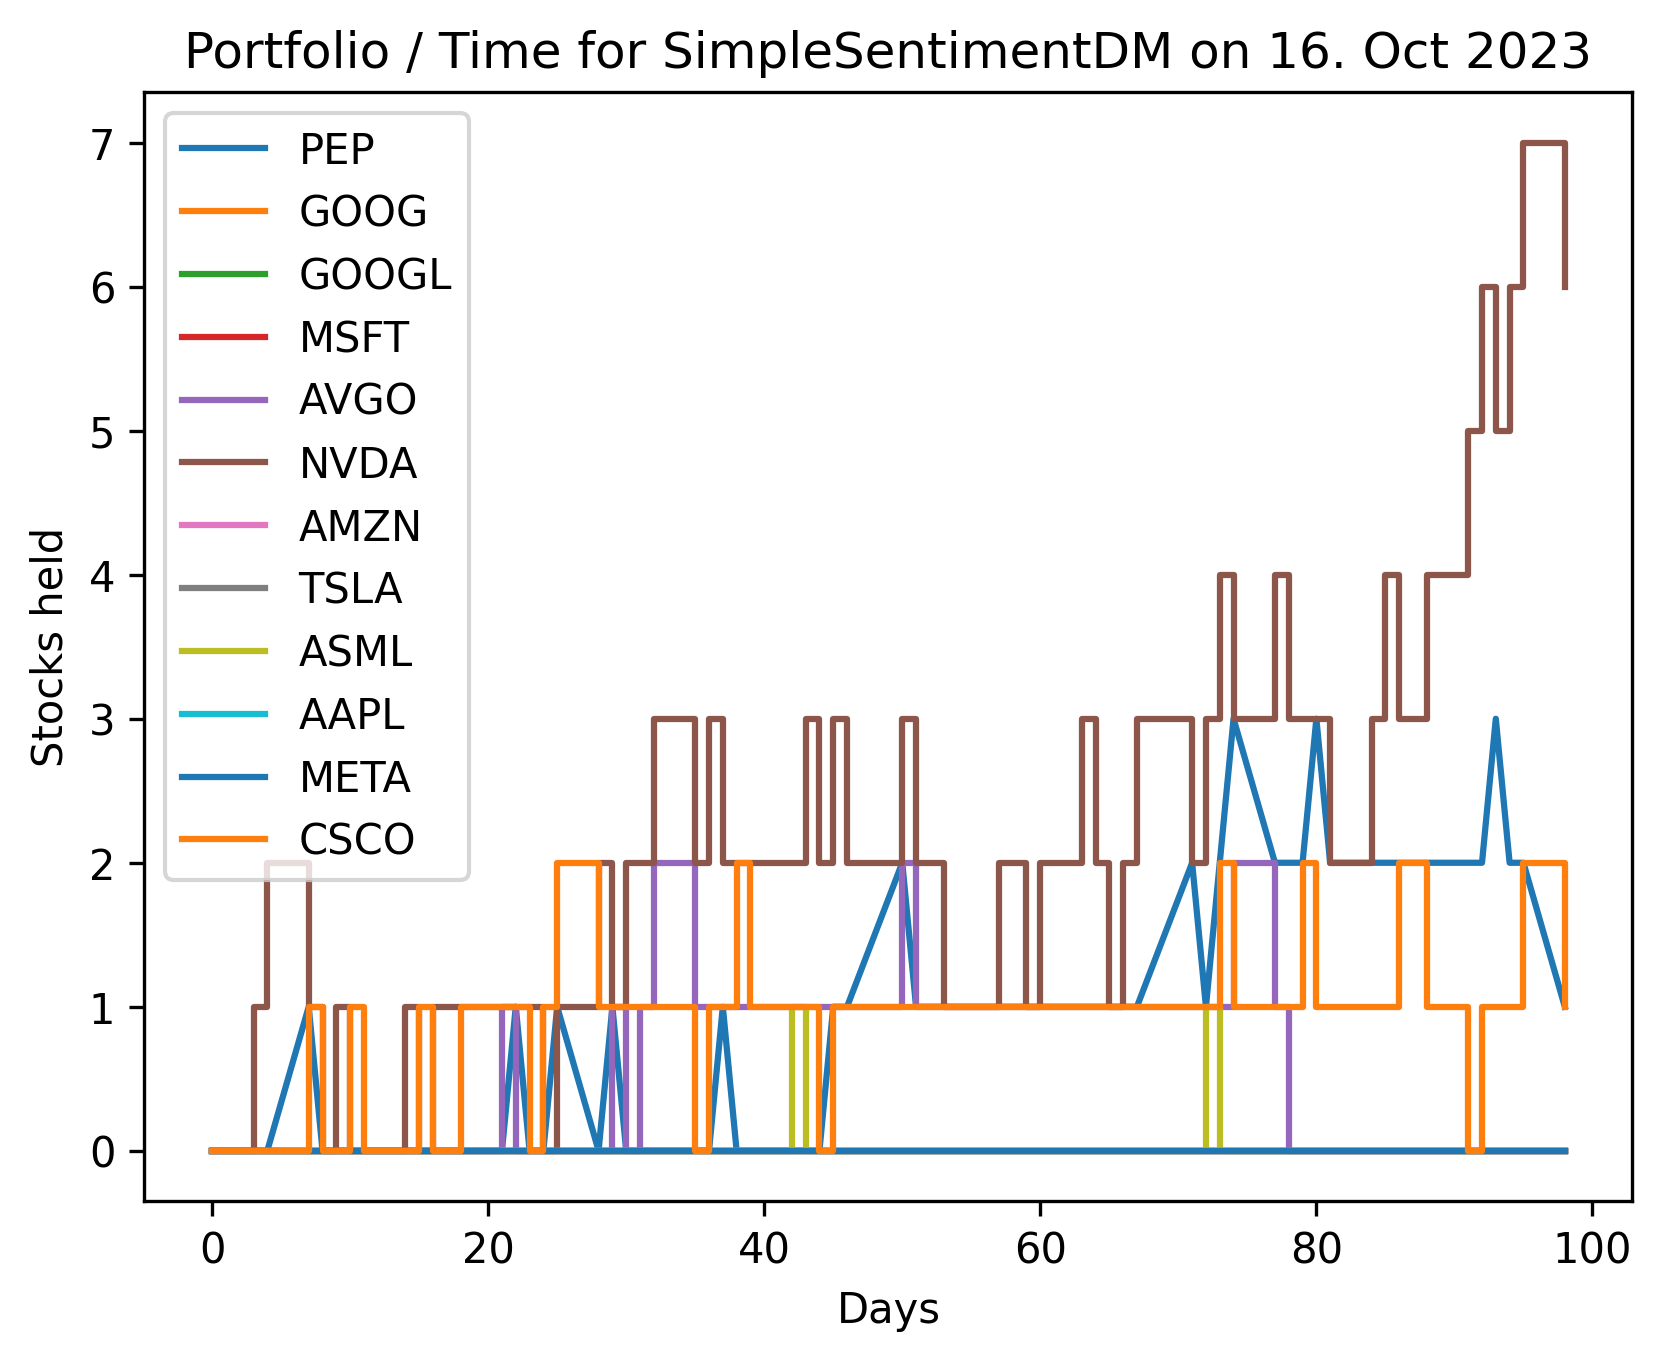 Portfolio / Time for SimpleSentimentDM on 16. Oct 2023
7
6
5
4
3
2
1
0
Stocks held
PEP
GOOG
GOOGL
MSFT
AVGO
NVDA
AMZN
TSLA
ASML
AAPL
META
CSCO
0 20 40 60 80 100
Days